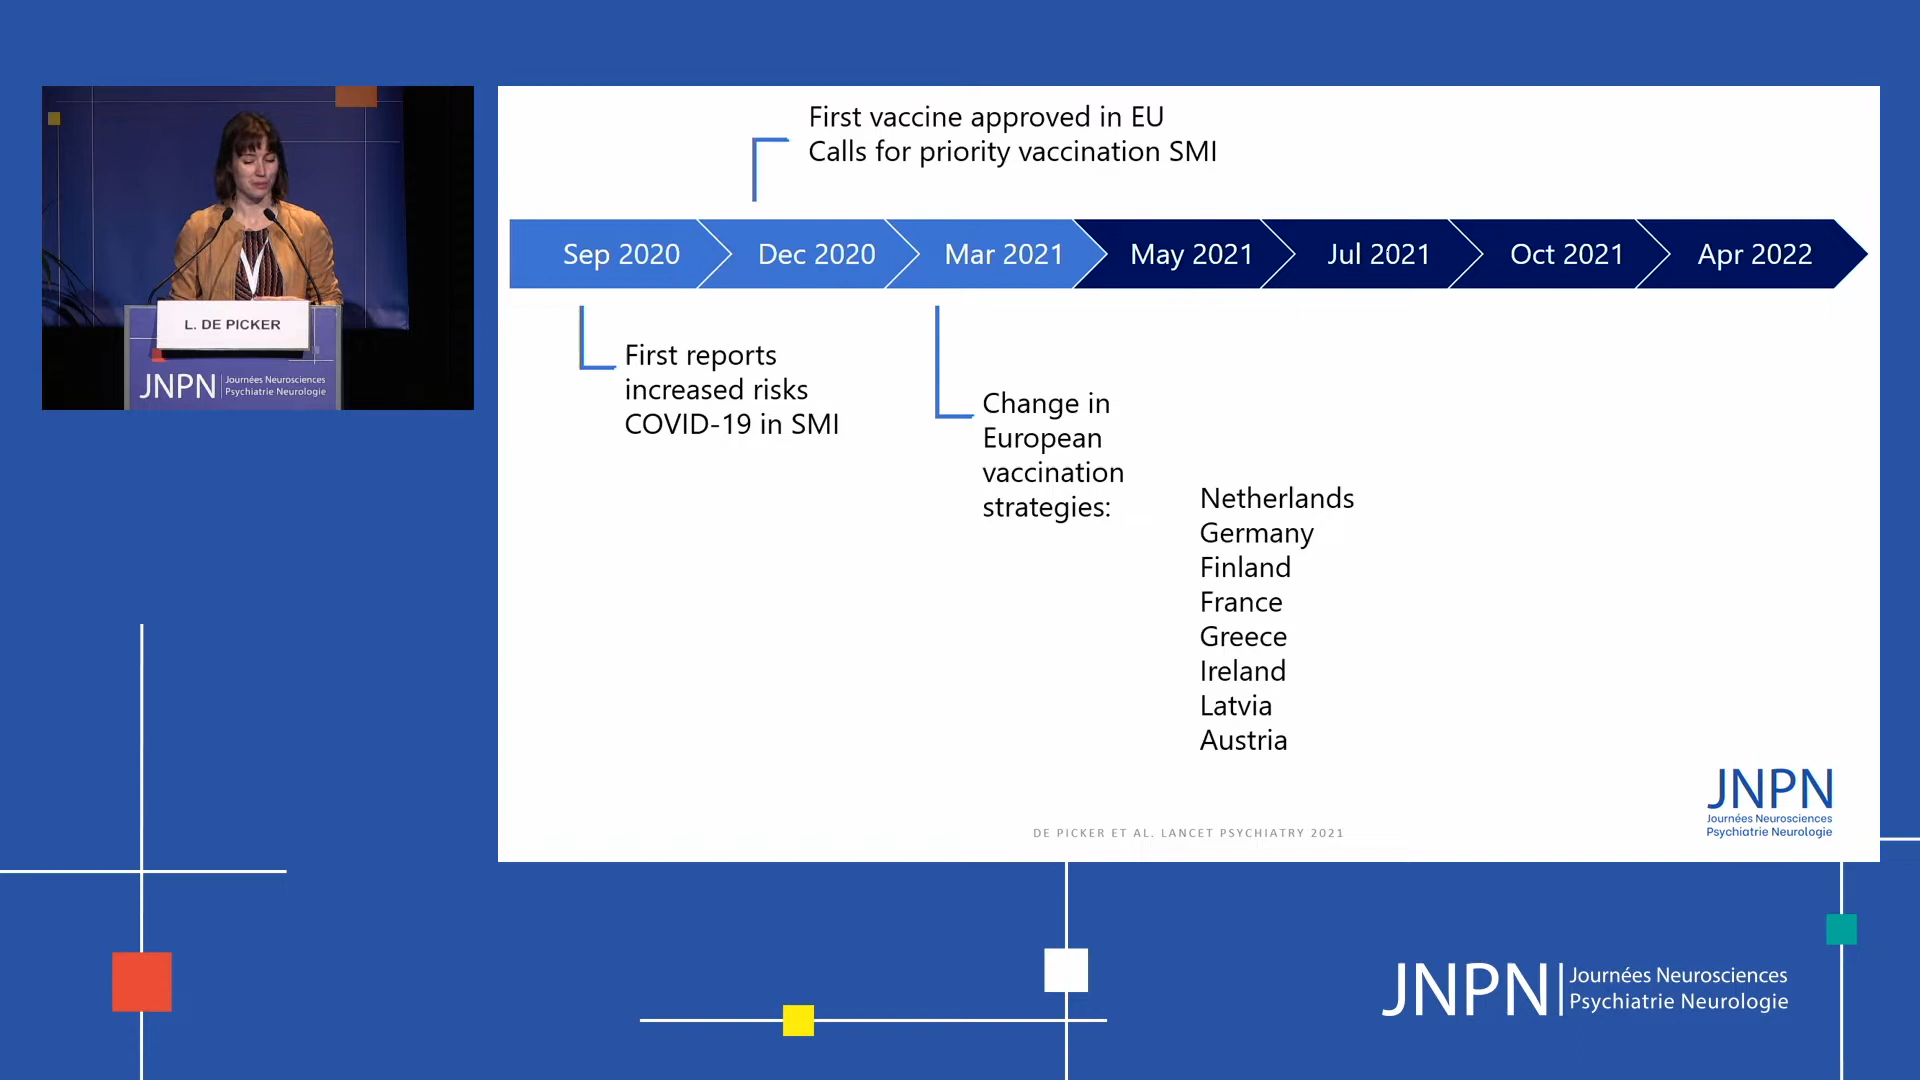 First vaccine approved in EU
Calls for priority vaccination SMI
Sep 2020
Dec 2020
Mar 2021
May 2021
Jul 2021
Oct 2021
Apr 2022
First reports
increased risks
COVID-19 in SMI
Change in
European
vaccination
strategies:
Netherlands
Germany
Finland
France
Greece
Ireland
Latvia
Austria
DE PICKER ET AL. LANCET PSYCHIATRY 2021
JNPN
Journées Neurosciences
Psychiatrie Neurologie
L. DE PICKER
JNPN
Journées Neurosciences
Psychiatrie Neurologie
JNPN
Journées Neurosciences
Psychiatrie Neurologie